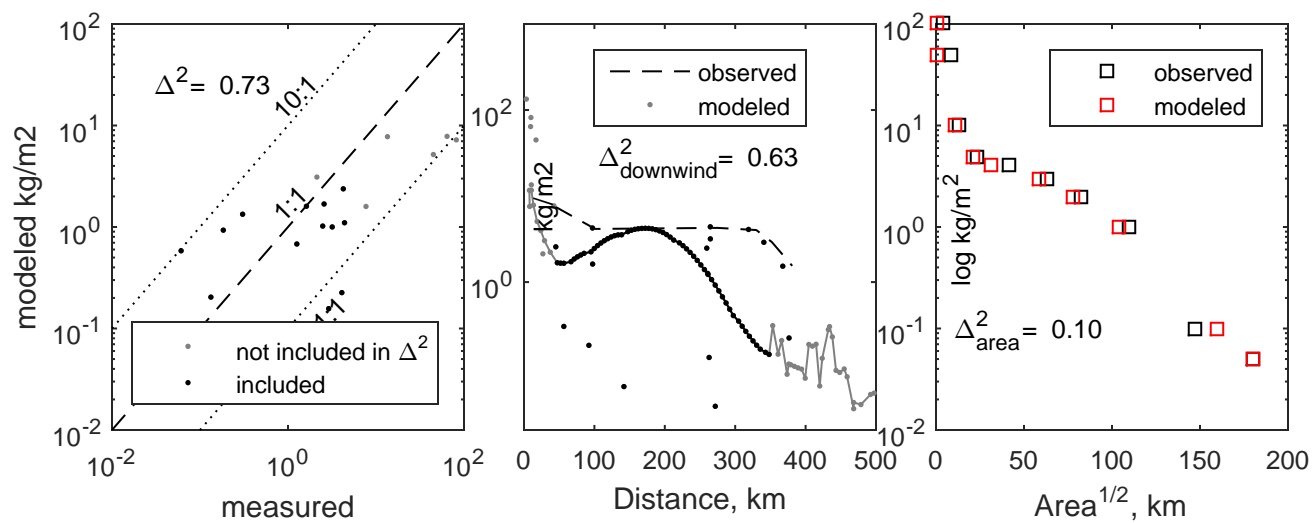 modeled kg/m2
10^2
10^1
10^0
10^-1
10^-2
Δ^2= 0.73
10:1
1:1
1:1
not included in Δ^2
included
10^-2
10^0
10^2
measured
10^2
10^0
kg/m2
observed
modeled
Δ^2_downwind= 0.63
0
100
200
300
400
500
Distance, km
10^2
10^1
10^0
10^-1
10^-2
log kg/m^2
observed
modeled
Δ^2_area= 0.10
0
50
100
150
200
Area^1/2, km